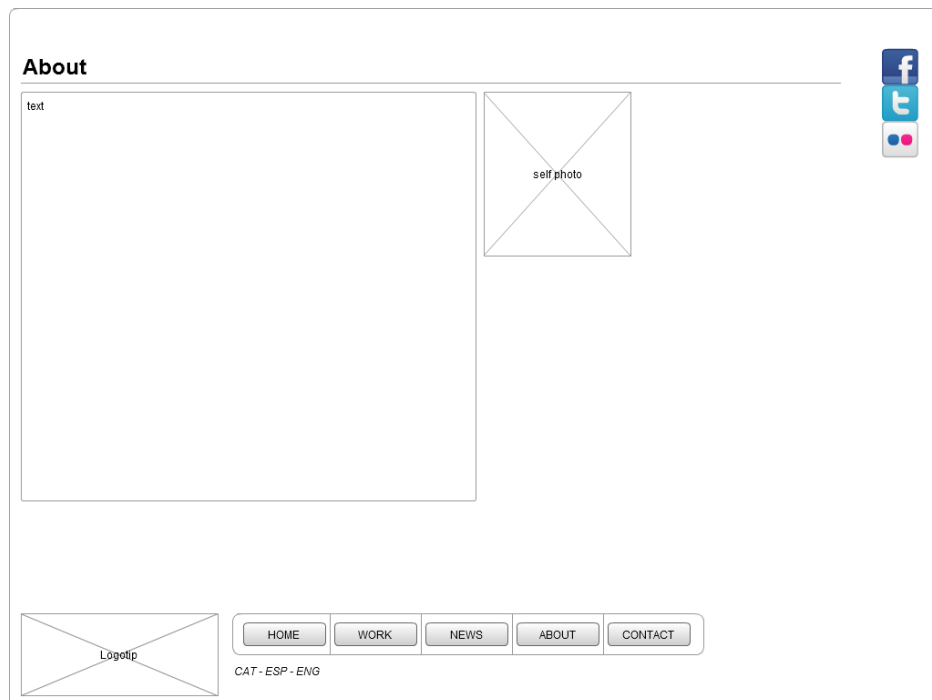 About
text
self photo
Logotip
HOME
WORK
NEWS
ABOUT
CONTACT
CAT - ESP - ENG